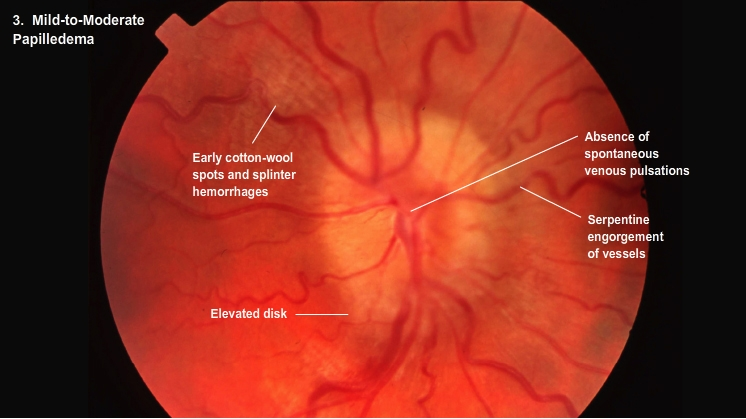 3. Mild-to-Moderate
Papilledema
Early cotton-wool
spots and splinter
hemorrhages
Absence of
spontaneous
venous pulsations
Serpentine
engorgement
of vessels
Elevated disk